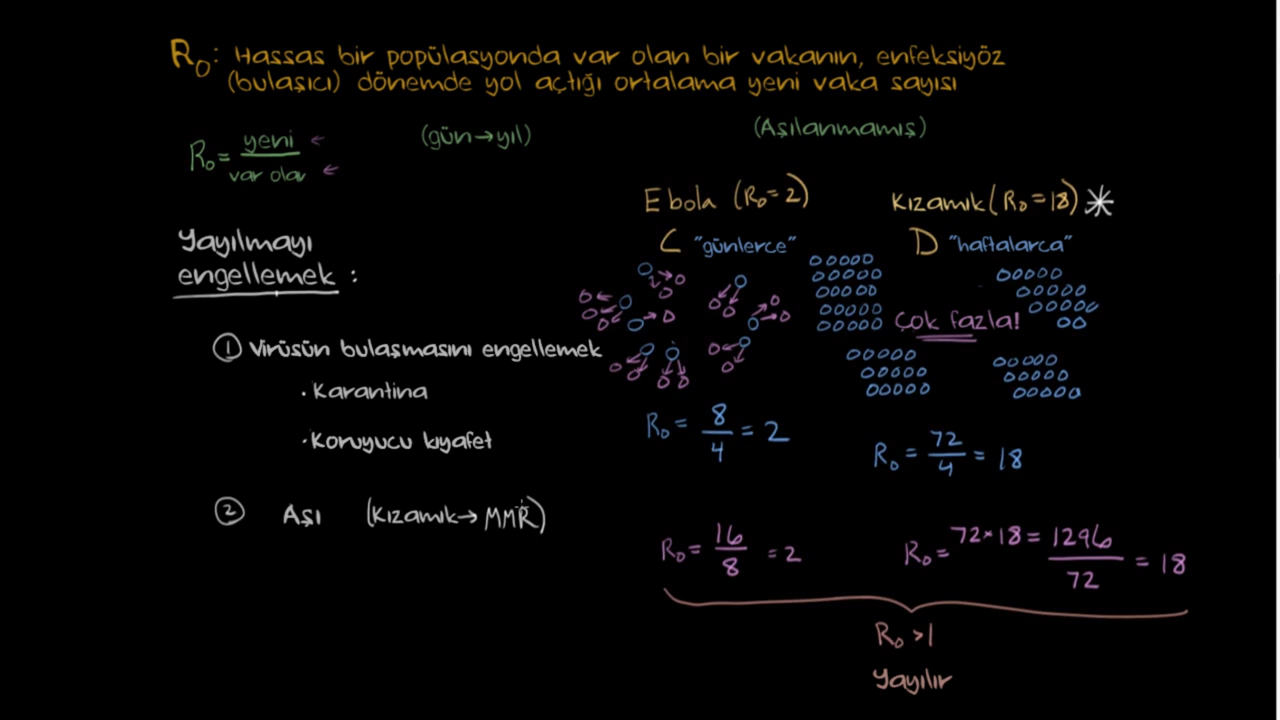 R₀: Hassas bir popülasyonda var olan bir vakanın, enfeksiyöz
(bulaşıcı) dönemde yol açtığı ortalama yeni vaka sayısı
R₀ = yeni / var olan
(gün→yıl)
(Aşılanmamış)
Ebola (R₀=2)
Kızamık (R₀=18) *
C "günlerce"
D "haftalarca"
Çok fazla!
R₀ = 8/4 = 2
R₀ = 72/4 = 18
R₀ = 16/8 = 2
R₀ = 72*18 = 1296/72 = 18
R₀ >1
Yayılır
Yayılmayı
engellemek :
1 Virüsün bulaşmasını engellemek
· Karantina
· Koruyucu kıyafet
2 Aşı (Kızamık→ MMR)